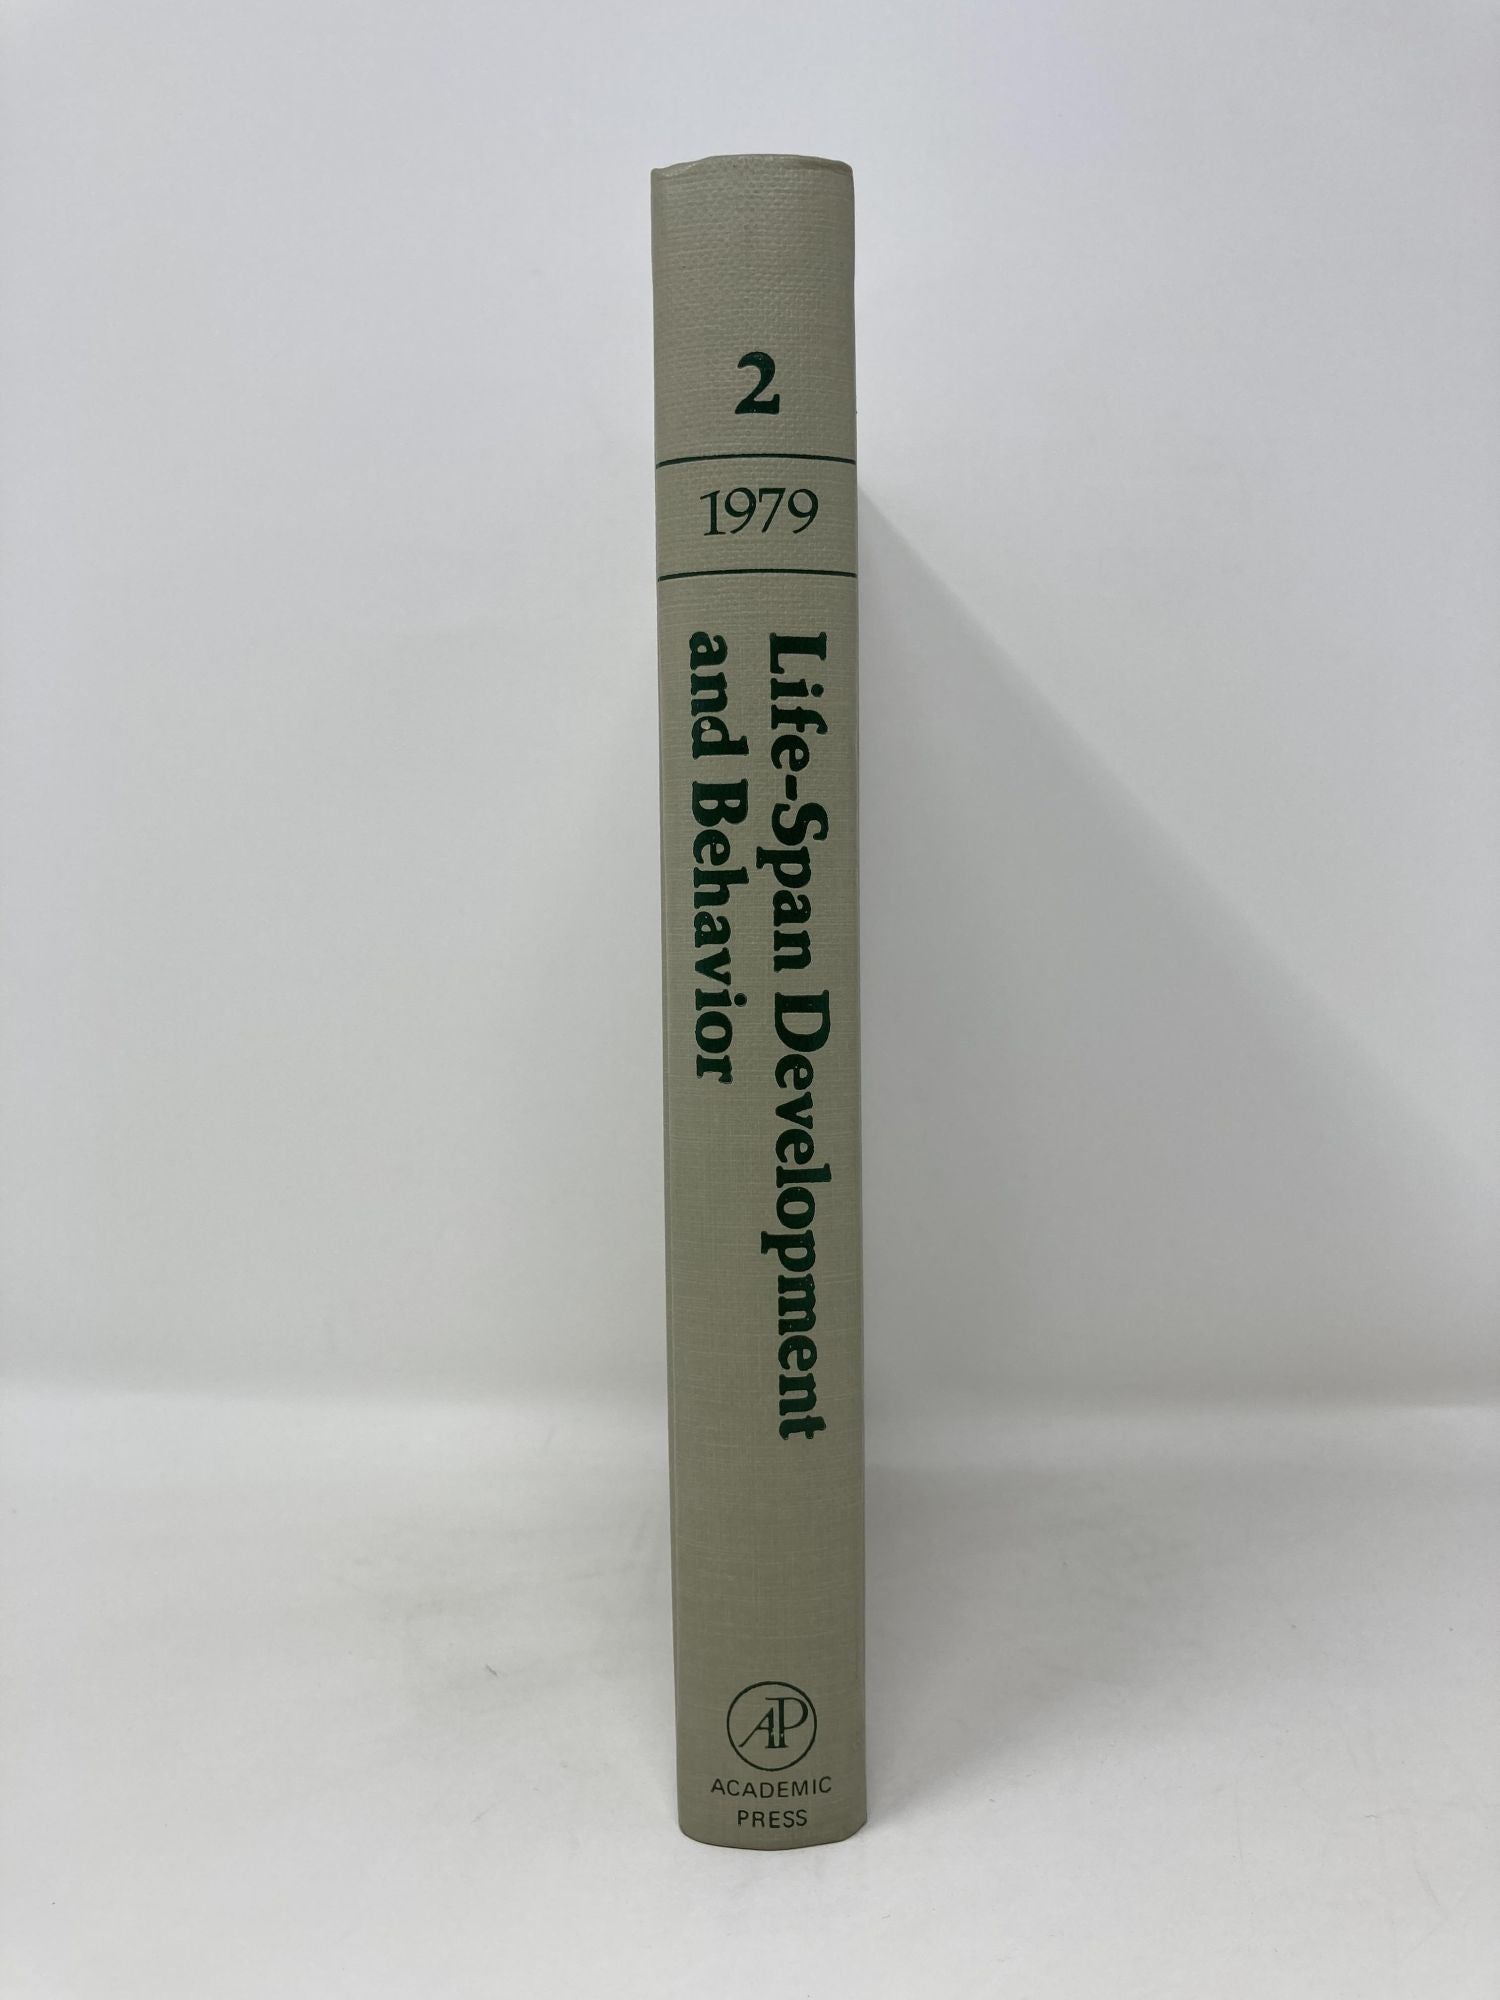 2
1979
Life-Span Development
and Behavior
AP
ACADEMIC
PRESS